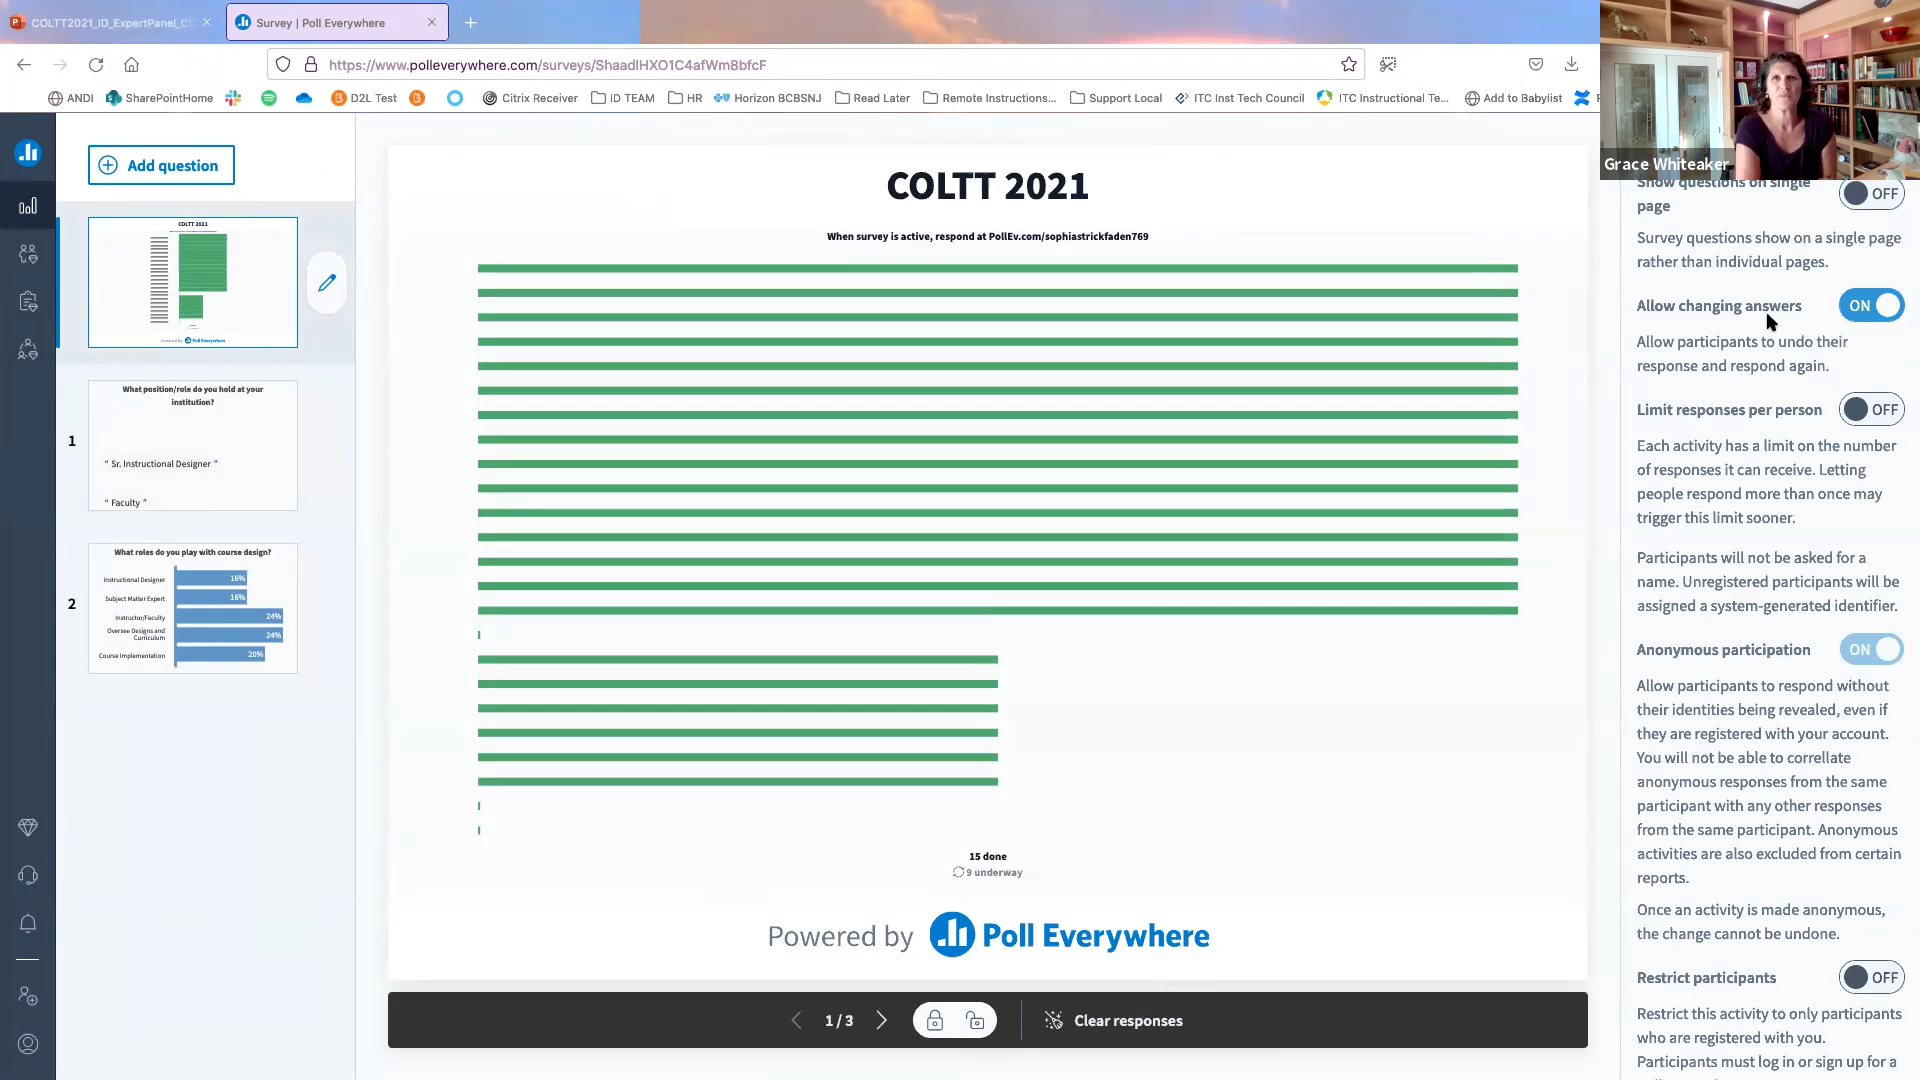 COLTT2021_ID_ExpertPanel_CO
Survey | Poll Everywhere
https://www.polleverywhere.com/surveys/ShaadlHXO1C4afWm8bfcF
ANDI
SharePointHome
D2L Test
Citrix Receiver
ID TEAM
HR
Horizon BCBSNJ
Read Later
Remote Instructions...
Support Local
ITC Inst Tech Council
ITC Instructional Te...
Add to Babylist
Grace Whiteaker
Add question
COLTT 2021
Powered by Poll Everywhere
1
What position/role do you hold at your
institution?
“ Sr. Instructional Designer ”
“ Faculty ”
2
What roles do you play with course design?
Instructional Designer 16%
Subject Matter Expert 16%
Instructor/Faculty 24%
Oversee Designs and
Curriculum 24%
Course Implementation 20%
COLTT 2021
When survey is active, respond at PollEv.com/sophiastrickfaden769
15 done
9 underway
Powered by Poll Everywhere
1 / 3
Clear responses
Show questions on single
page
OFF
Survey questions show on a single page
rather than individual pages.
Allow changing answers ON
Allow participants to undo their
response and respond again.
Limit responses per person OFF
Each activity has a limit on the number
of responses it can receive. Letting
people respond more than once may
trigger this limit sooner.
Participants will not be asked for a
name. Unregistered participants will be
assigned a system-generated identifier.
Anonymous participation ON
Allow participants to respond without
their identities being revealed, even if
they are registered with your account.
You will not be able to correllate
anonymous responses from the same
participant with any other responses
from the same participant. Anonymous
activities are also excluded from certain
reports.
Once an activity is made anonymous,
the change cannot be undone.
Restrict participants OFF
Restrict this activity to only participants
who are registered with you.
Participants must log in or sign up for a